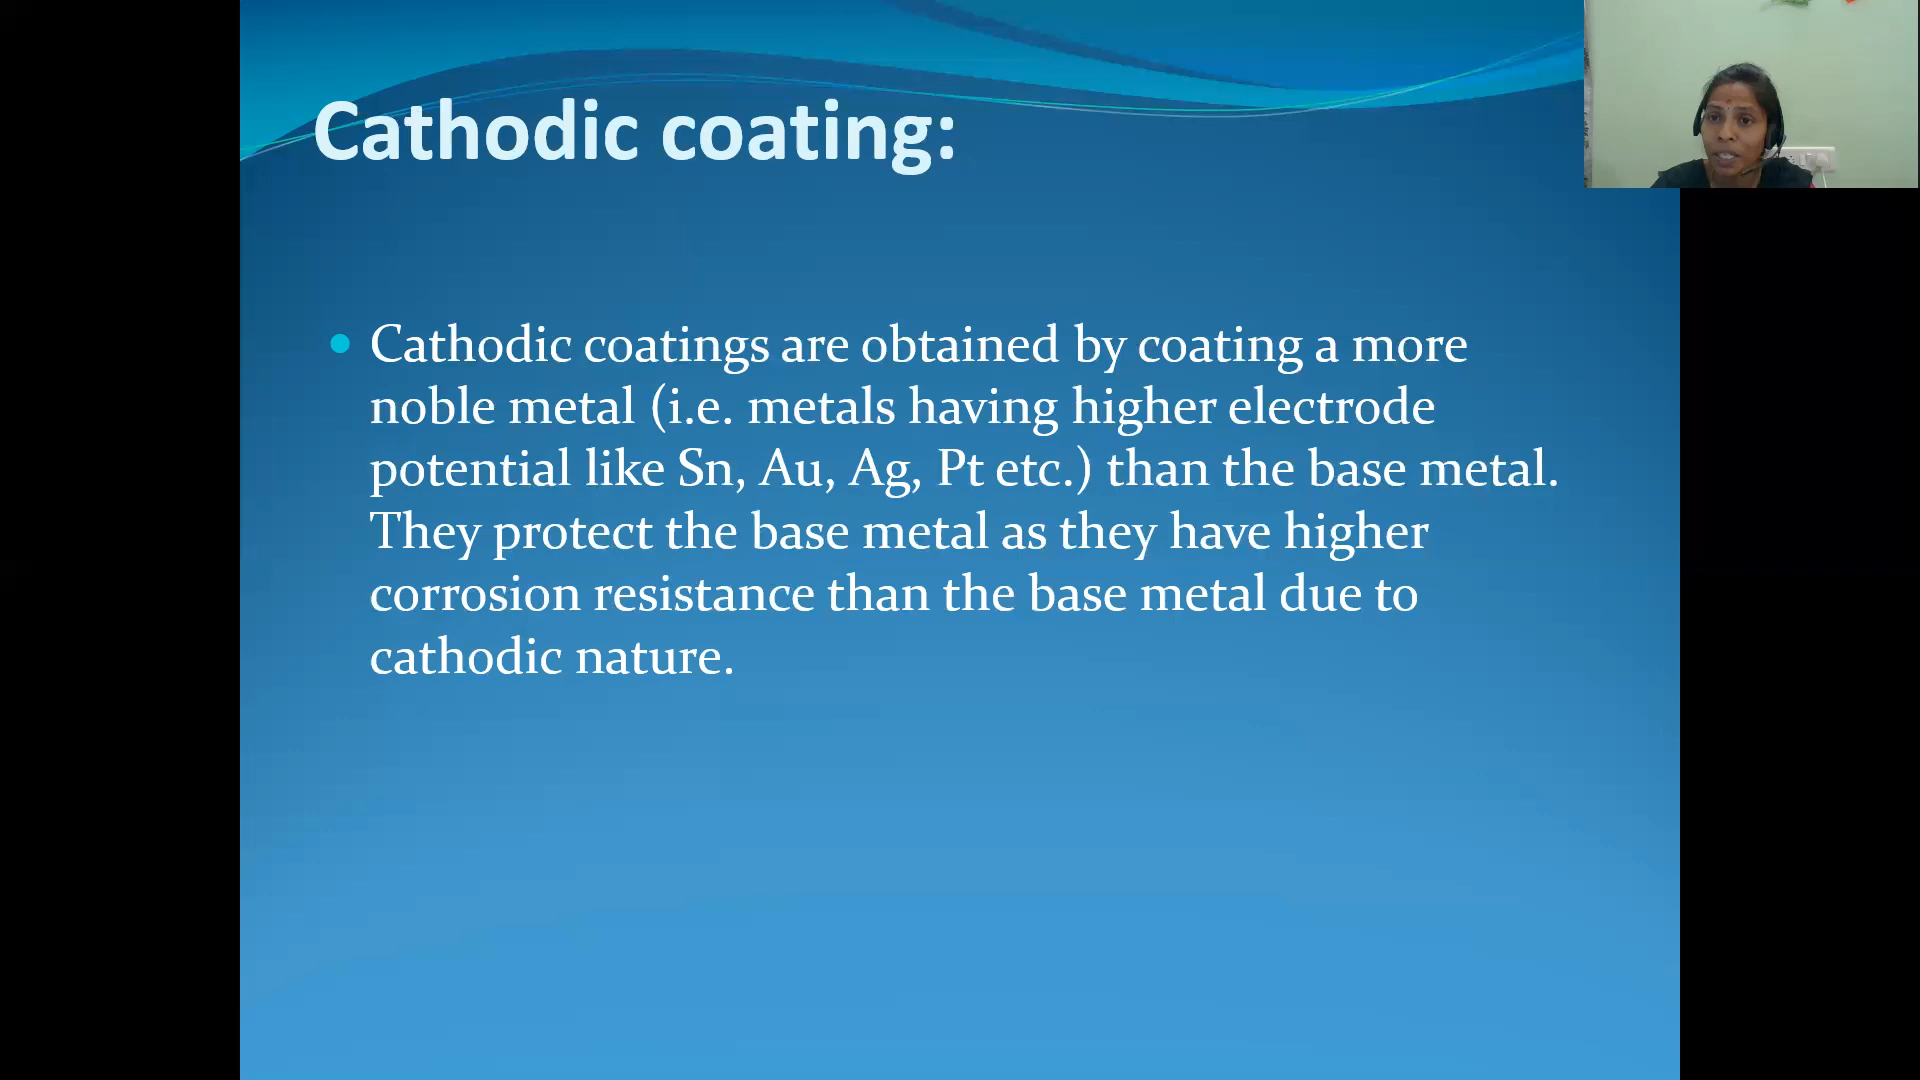 Cathodic coating:
Cathodic coatings are obtained by coating a more
noble metal (i.e. metals having higher electrode
potential like Sn, Au, Ag, Pt etc.) than the base metal.
They protect the base metal as they have higher
corrosion resistance than the base metal due to
cathodic nature.